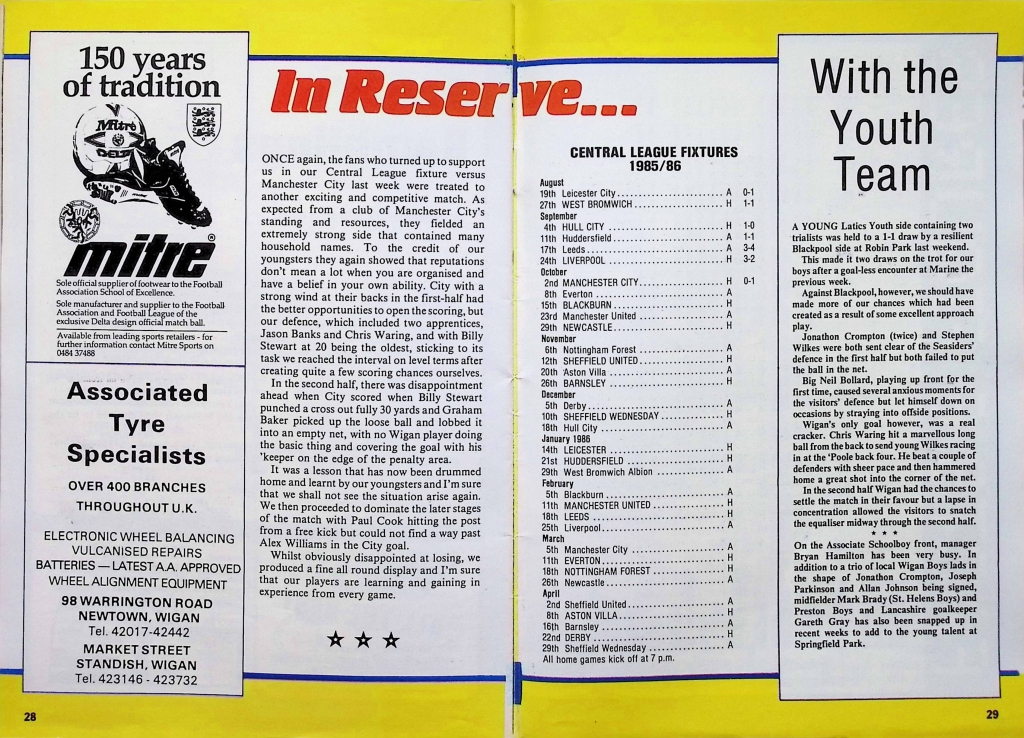 150 years
of tradition
Mitre
DELTA
mitre®
Sole official supplier of footwear to the Football
Association School of Excellence.
Sole manufacturer and supplier to the Football
Association and Football League of the
exclusive Delta design official match ball.
Available from leading sports retailers - for
further information contact Mitre Sports on
0484 37488
Associated
Tyre
Specialists
OVER 400 BRANCHES
THROUGHOUT U.K.
ELECTRONIC WHEEL BALANCING
VULCANISED REPAIRS
BATTERIES — LATEST A.A. APPROVED
WHEEL ALIGNMENT EQUIPMENT
98 WARRINGTON ROAD
NEWTOWN, WIGAN
Tel. 42017-42442
MARKET STREET
STANDISH, WIGAN
Tel. 423146 - 423732
28
In Reserve...
ONCE again, the fans who turned up to support
us in our Central League fixture versus
Manchester City last week were treated to
another exciting and competitive match. As
expected from a club of Manchester City's
standing and resources, they fielded an
extremely strong side that contained many
household names. To the credit of our
youngsters they again showed that reputations
don't mean a lot when you are organised and
have a belief in your own ability. City with a
strong wind at their backs in the first-half had
the better opportunities to open the scoring, but
our defence, which included two apprentices,
Jason Banks and Chris Waring, and with Billy
Stewart at 20 being the oldest, sticking to its
task we reached the interval on level terms after
creating quite a few scoring chances ourselves.
In the second half, there was disappointment
ahead when City scored when Billy Stewart
punched a cross out fully 30 yards and Graham
Baker picked up the loose ball and lobbed it
into an empty net, with no Wigan player doing
the basic thing and covering the goal with his
'keeper on the edge of the penalty area.
It was a lesson that has now been drummed
home and learnt by our youngsters and I'm sure
that we shall not see the situation arise again.
We then proceeded to dominate the later stages
of the match with Paul Cook hitting the post
from a free kick but could not find a way past
Alex Williams in the City goal.
Whilst obviously disappointed at losing, we
produced a fine all round display and I'm sure
that our players are learning and gaining in
experience from every game.
CENTRAL LEAGUE FIXTURES
1985/86
August
19th Leicester City A 0-1
27th WEST BROMWICH H 1-1
September
4th HULL CITY H 1-0
11th Huddersfield A 1-1
17th Leeds A 3-4
24th LIVERPOOL H 3-2
October
2nd MANCHESTER CITY H 0-1
8th Everton A
15th BLACKBURN H
23rd Manchester United A
29th NEWCASTLE H
November
6th Nottingham Forest A
12th SHEFFIELD UNITED H
20th Aston Villa A
26th BARNSLEY H
December
5th Derby A
10th SHEFFIELD WEDNESDAY H
18th Hull City A
January 1986
14th LEICESTER H
21st HUDDERSFIELD H
29th West Bromwich Albion A
February
5th Blackburn A
11th MANCHESTER UNITED H
18th LEEDS H
25th Liverpool A
March
5th Manchester City A
11th EVERTON H
18th NOTTINGHAM FOREST H
26th Newcastle A
April
2nd Sheffield United A
8th ASTON VILLA H
16th Barnsley A
22nd DERBY H
29th Sheffield Wednesday A
All home games kick off at 7 p.m.
With the
Youth
Team
A YOUNG Latics Youth side containing two
trialists was held to a 1-1 draw by a resilient
Blackpool side at Robin Park last weekend.
This made it two draws on the trot for our
boys after a goal-less encounter at Marine the
previous week.
Against Blackpool, however, we should have
made more of our chances which had been
created as a result of some excellent approach
play.
Jonathon Crompton (twice) and Stephen
Wilkes were both sent clear of the Seasiders'
defence in the first half but both failed to put
the ball in the net.
Big Neil Bollard, playing up front for the
first time, caused several anxious moments for
the visitors' defence but let himself down on
occasions by straying into offside positions.
Wigan's only goal however, was a real
cracker. Chris Waring hit a marvellous long
ball from the back to send young Wilkes racing
in at the 'Poole back four. He beat a couple of
defenders with sheer pace and then hammered
home a great shot into the corner of the net.
In the second half Wigan had the chances to
settle the match in their favour but a lapse in
concentration allowed the visitors to snatch
the equaliser midway through the second half.
* * *
On the Associate Schoolboy front, manager
Bryan Hamilton has been very busy. In
addition to a trio of local Wigan Boys lads in
the shape of Jonathon Crompton, Joseph
Parkinson and Allan Johnson being signed,
midfielder Mark Brady (St. Helens Boys) and
Preston Boys and Lancashire goalkeeper
Gareth Gray has also been snapped up in
recent weeks to add to the young talent at
Springfield Park.
29